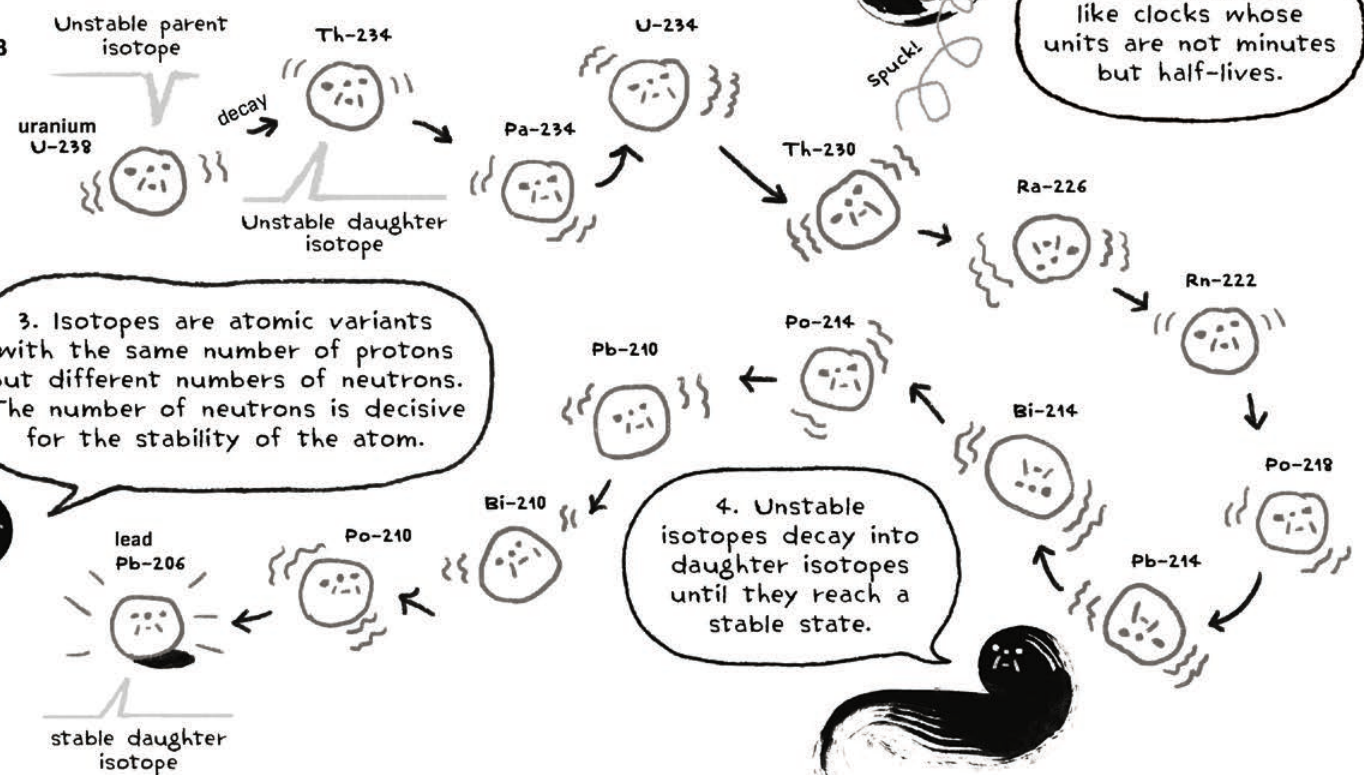 like clocks whose
units are not minutes
but half-lives.
Spuck!
Unstable parent
isotope
uranium
U-238
decay
Th-234
Unstable daughter
isotope
Pa-234
U-234
Th-230
Ra-226
Rn-222
Po-218
Pb-214
Bi-214
Po-214
Pb-210
Bi-210
Po-210
lead
Pb-206
stable daughter
isotope
3. Isotopes are atomic variants
with the same number of protons
but different numbers of neutrons.
The number of neutrons is decisive
for the stability of the atom.
4. Unstable
isotopes decay into
daughter isotopes
until they reach a
stable state.